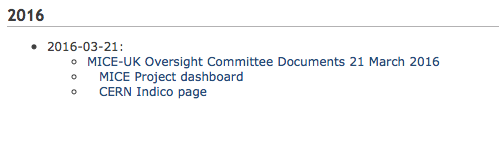 2016
2016-03-21:
MICE-UK Oversight Committee Documents 21 March 2016
MICE Project dashboard
CERN Indico page